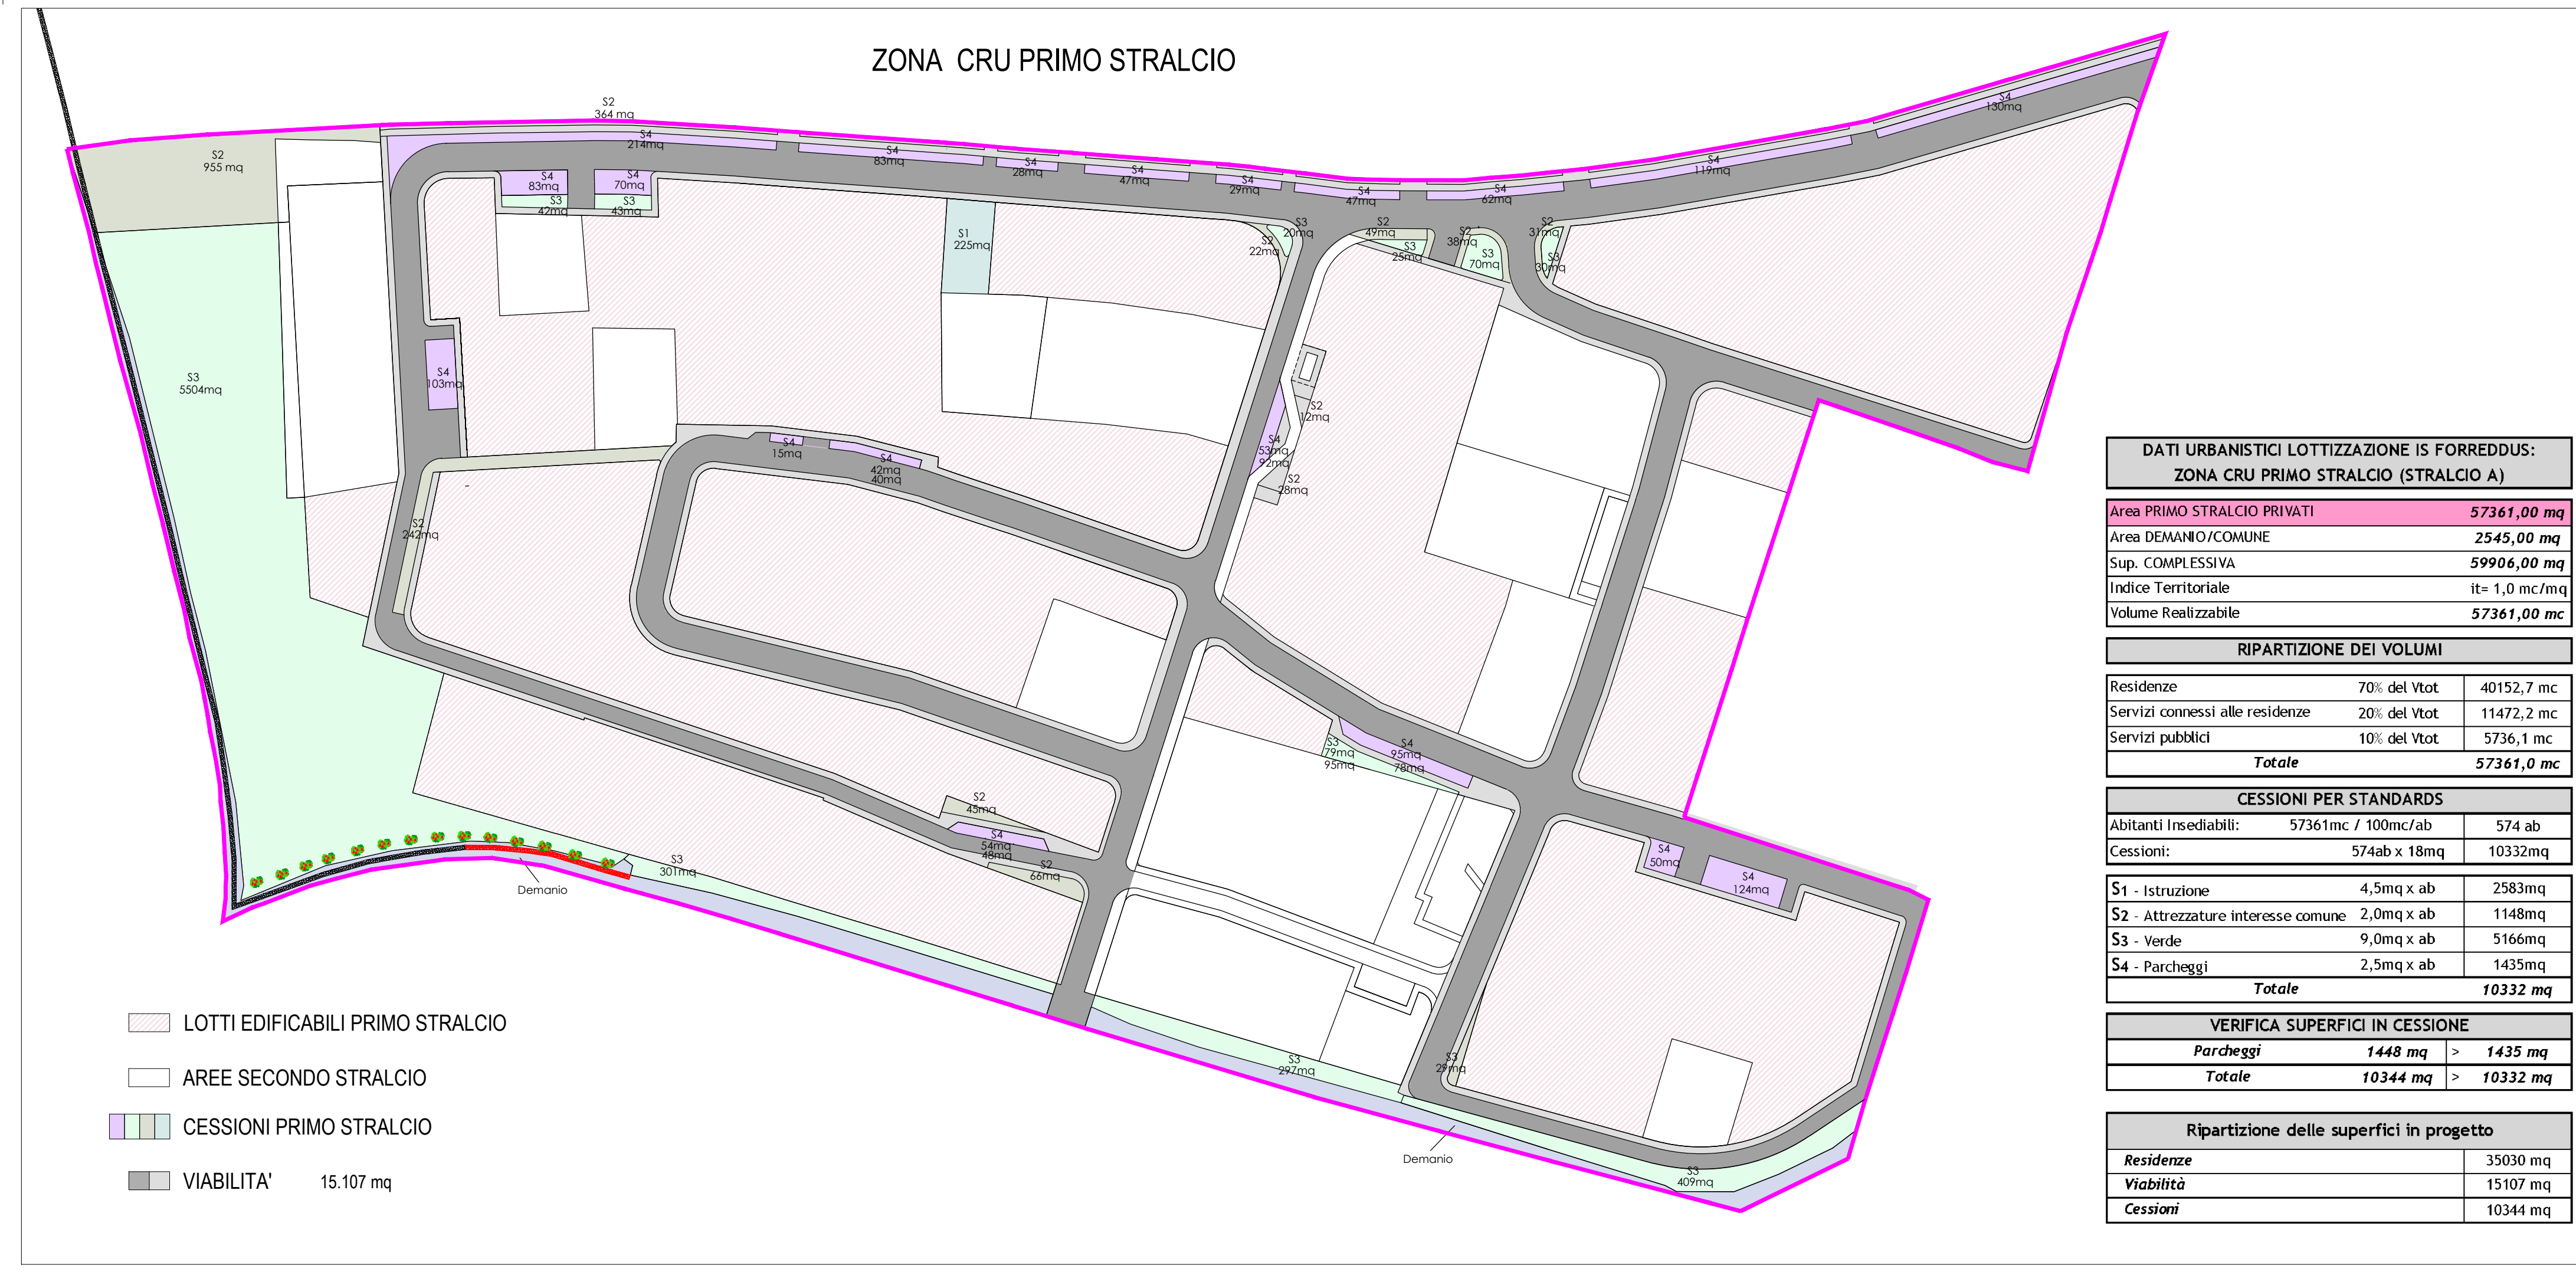 ZONA CRU PRIMO STRALCIO
S2
364 mq
S4
130mq
S4
214mq
S2
955 mq
S4
83mq
S4
28mq
S4
47mq
S4
29mq
S4
47mq
S4
62mq
S4
119mq
S4
83mq
S4
70mq
S3
42mq
S3
43mq
S1
225mq
S3
20mq
S2
22mq
S2
49mq
S3
25mq
S2
38mq
S3
70mq
S2
31mq
S3
30mq
S3
5504mq
S4
103mq
S2
12mq
S4
53mq
92mq
S2
28mq
S4
15mq
S4
42mq
40mq
S2
242mq
S3
79mq
95mq
S4
95mq
78mq
S2
45mq
S4
54mq
48mq
S2
66mq
S4
50mq
S4
124mq
S3
301mq
Demanio
S3
297mq
S3
29mq
Demanio
S3
409mq
LOTTI EDIFICABILI PRIMO STRALCIO
AREE SECONDO STRALCIO
CESSIONI PRIMO STRALCIO
VIABILITA' 15.107 mq
DATI URBANISTICI LOTTIZZAZIONE IS FORREDDUS:
ZONA CRU PRIMO STRALCIO (STRALCIO A)
Area PRIMO STRALCIO PRIVATI 57361,00 mq
Area DEMANIO/COMUNE 2545,00 mq
Sup. COMPLESSIVA 59906,00 mq
Indice Territoriale it= 1,0 mc/mq
Volume Realizzabile 57361,00 mc
RIPARTIZIONE DEI VOLUMI
Residenze 70% del Vtot 40152,7 mc
Servizi connessi alle residenze 20% del Vtot 11472,2 mc
Servizi pubblici 10% del Vtot 5736,1 mc
Totale 57361,0 mc
CESSIONI PER STANDARDS
Abitanti Insediabili: 57361mc / 100mc/ab 574 ab
Cessioni: 574ab x 18mq 10332mq
S1 - Istruzione 4,5mq x ab 2583mq
S2 - Attrezzature interesse comune 2,0mq x ab 1148mq
S3 - Verde 9,0mq x ab 5166mq
S4 - Parcheggi 2,5mq x ab 1435mq
Totale 10332 mq
VERIFICA SUPERFICI IN CESSIONE
Parcheggi 1448 mq > 1435 mq
Totale 10344 mq > 10332 mq
Ripartizione delle superfici in progetto
Residenze 35030 mq
Viabilità 15107 mq
Cessioni 10344 mq